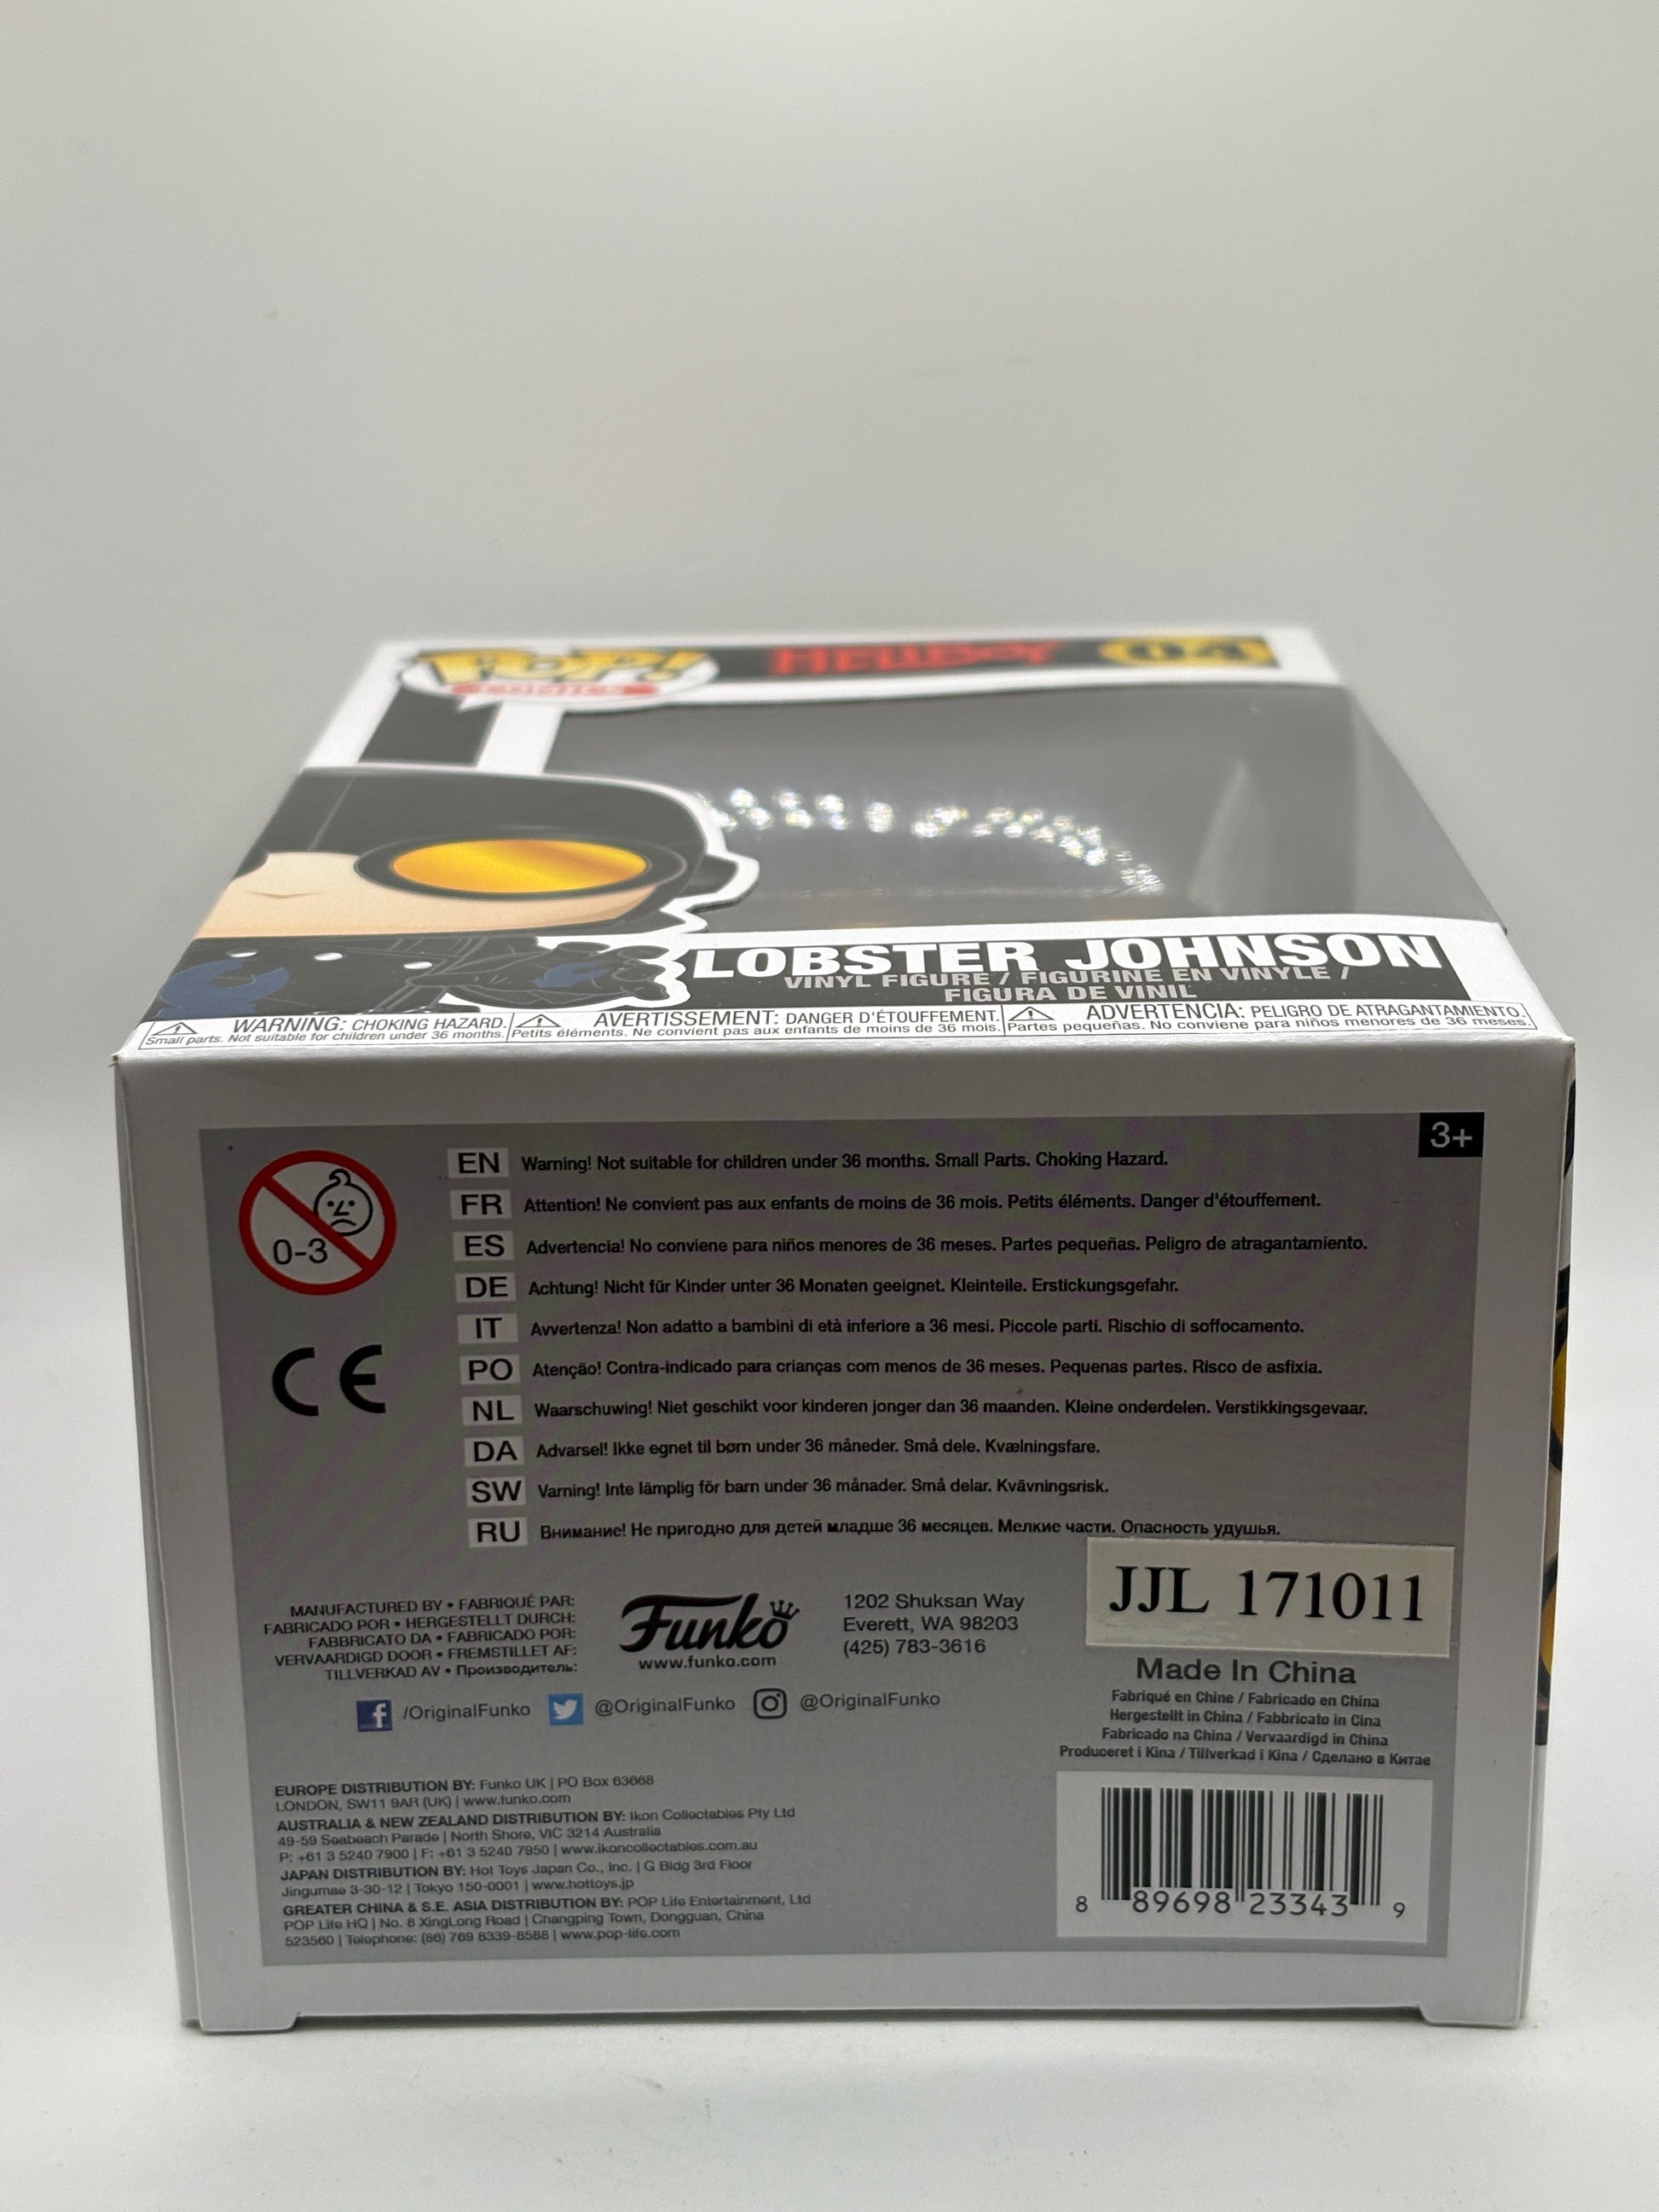 POP!
COMICS
HELLBOY
04
LOBSTER JOHNSON
VINYL FIGURE / FIGURINE EN VINYLE /
FIGURA DE VINIL
WARNING: CHOKING HAZARD.
Small parts. Not suitable for children under 36 months.
AVERTISSEMENT: DANGER D'ÉTOUFFEMENT.
Petits éléments. Ne convient pas aux enfants de moins de 36 mois.
ADVERTENCIA: PELIGRO DE ATRAGANTAMIENTO.
Partes pequeñas. No conviene para niños menores de 36 meses.
3+
0-3
EN Warning! Not suitable for children under 36 months. Small Parts. Choking Hazard.
FR Attention! Ne convient pas aux enfants de moins de 36 mois. Petits éléments. Danger d'étouffement.
ES Advertencia! No conviene para niños menores de 36 meses. Partes pequeñas. Peligro de atragantamiento.
DE Achtung! Nicht für Kinder unter 36 Monaten geeignet. Kleinteile. Erstickungsgefahr.
IT Avvertenza! Non adatto a bambini di età inferiore a 36 mesi. Piccole parti. Rischio di soffocamento.
PO Atenção! Contra-indicado para crianças com menos de 36 meses. Pequenas partes. Risco de asfixia.
NL Waarschuwing! Niet geschikt voor kinderen jonger dan 36 maanden. Kleine onderdelen. Verstikkingsgevaar.
DA Advarsel! Ikke egnet til børn under 36 måneder. Små dele. Kvælningsfare.
SW Varning! Inte lämplig för barn under 36 månader. Små delar. Kvävningsrisk.
RU Внимание! Не пригодно для детей младше 36 месяцев. Мелкие части. Опасность удушья.
CE
MANUFACTURED BY • FABRIQUÉ PAR:
FABRICADO POR • HERGESTELLT DURCH:
FABBRICATO DA • FABRICADO POR:
VERVAARDIGD DOOR • FREMSTILLET AF:
TILLVERKAD AV • Производитель:
Funko
www.funko.com
1202 Shuksan Way
Everett, WA 98203
(425) 783-3616
/OriginalFunko @OriginalFunko @OriginalFunko
JJL 171011
Made In China
Fabriqué en Chine / Fabricado en China
Hergestellt in China / Fabbricato in Cina
Fabricado na China / Vervaardigd in China
Produceret i Kina / Tillverkad i Kina / Сделано в Китае
EUROPE DISTRIBUTION BY: Funko UK | PO Box 63668
LONDON, SW11 9AR (UK) | www.funko.com
AUSTRALIA & NEW ZEALAND DISTRIBUTION BY: Ikon Collectables Pty Ltd
49-59 Seabeach Parade | North Shore, VIC 3214 Australia
P: +61 3 5240 7900 | F: +61 3 5240 7950 | www.ikoncollectables.com.au
JAPAN DISTRIBUTION BY: Hot Toys Japan Co., Inc. | G Bldg 3rd Floor
Jingumae 3-30-12 | Tokyo 150-0001 | www.hottoys.jp
GREATER CHINA & S.E. ASIA DISTRIBUTION BY: POP Life Entertainment, Ltd
POP Life HQ | No. 8 XingLong Road | Changping Town, Dongguan, China
523560 | Telephone: (86) 769 8339-8588 | www.pop-life.com
8 89698 23343 9